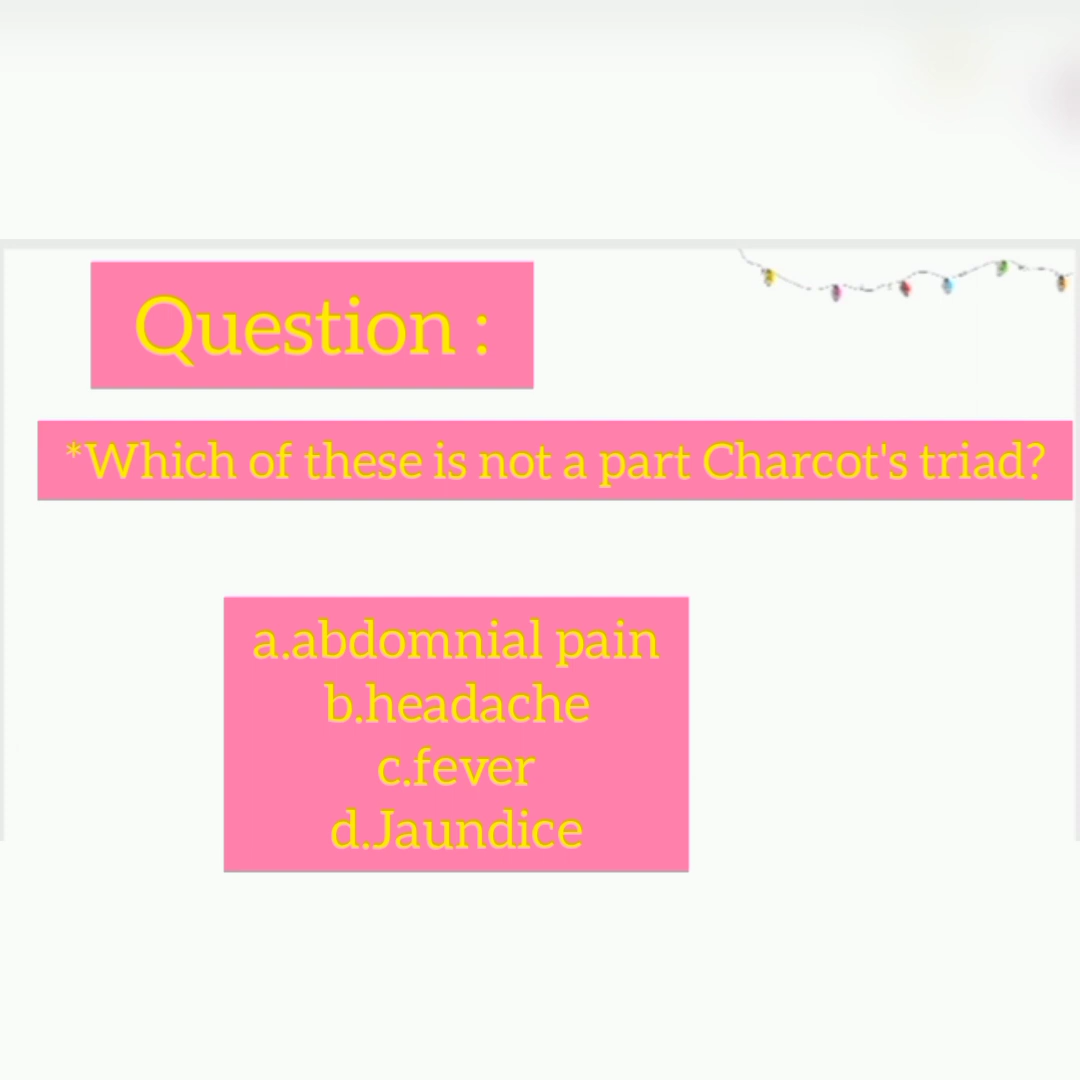 Question :
*Which of these is not a part Charcot's triad?
a.abdomnial pain
b.headache
c.fever
d.Jaundice